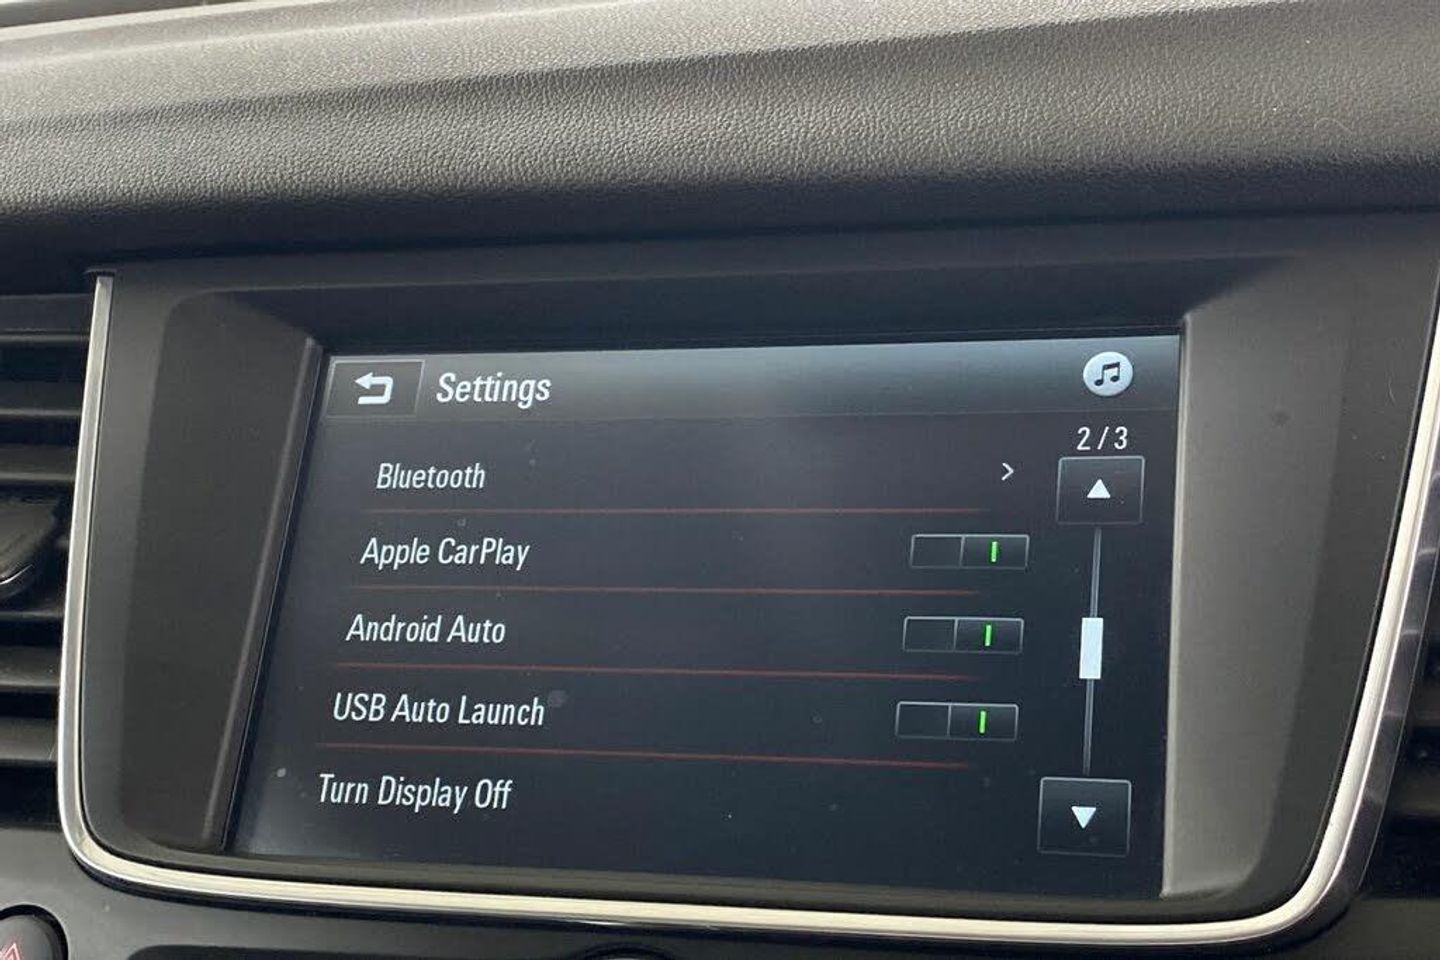 Settings
2/3
Bluetooth
Apple CarPlay
Android Auto
USB Auto Launch
Turn Display Off